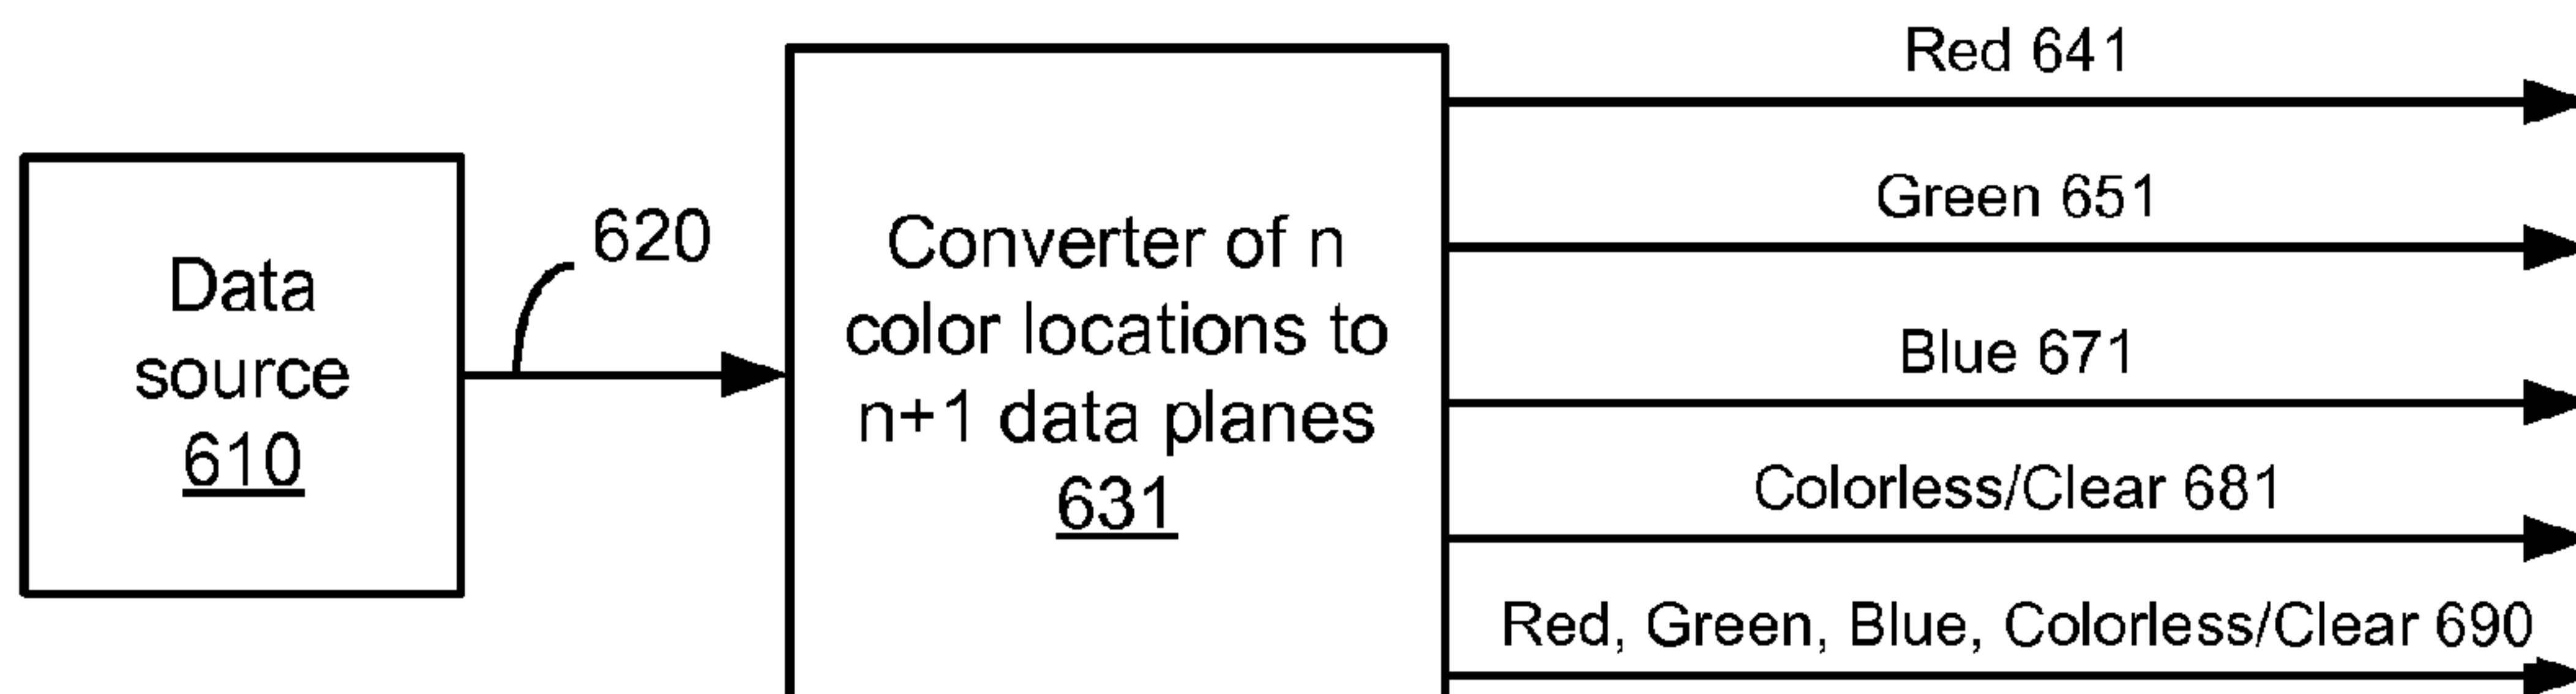 Data
source
610
620
Converter of n
color locations to
n+1 data planes
631
Red 641
Green 651
Blue 671
Colorless/Clear 681
Red, Green, Blue, Colorless/Clear 690